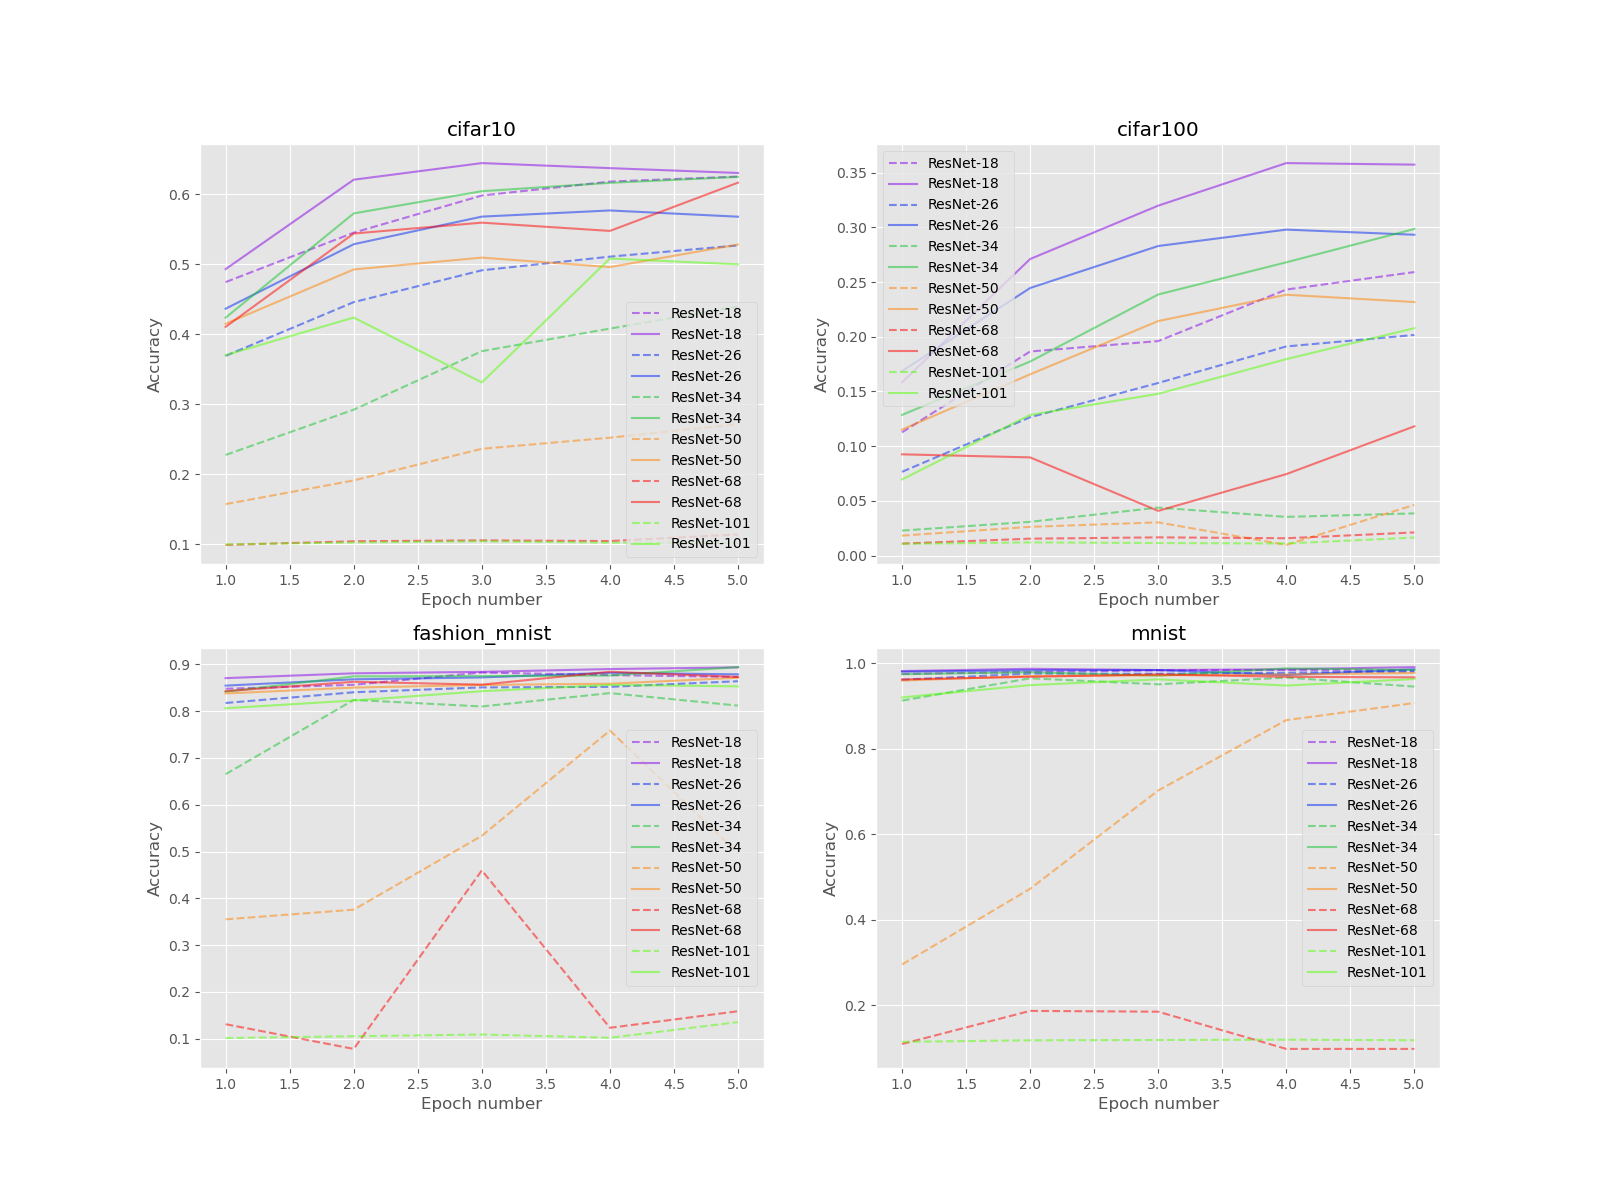 cifar10
0.6
0.5
0.4
0.3
0.2
0.1
Accuracy
ResNet-18
ResNet-18
ResNet-26
ResNet-26
ResNet-34
ResNet-34
ResNet-50
ResNet-50
ResNet-68
ResNet-68
ResNet-101
ResNet-101
1.0 1.5 2.0 2.5 3.0 3.5 4.0 4.5 5.0
Epoch number
cifar100
0.35
0.30
0.25
0.20
0.15
0.10
0.05
0.00
Accuracy
ResNet-18
ResNet-18
ResNet-26
ResNet-26
ResNet-34
ResNet-34
ResNet-50
ResNet-50
ResNet-68
ResNet-68
ResNet-101
ResNet-101
1.0 1.5 2.0 2.5 3.0 3.5 4.0 4.5 5.0
Epoch number
fashion_mnist
0.9
0.8
0.7
0.6
0.5
0.4
0.3
0.2
0.1
Accuracy
ResNet-18
ResNet-18
ResNet-26
ResNet-26
ResNet-34
ResNet-34
ResNet-50
ResNet-50
ResNet-68
ResNet-68
ResNet-101
ResNet-101
1.0 1.5 2.0 2.5 3.0 3.5 4.0 4.5 5.0
Epoch number
mnist
1.0
0.8
0.6
0.4
0.2
Accuracy
ResNet-18
ResNet-18
ResNet-26
ResNet-26
ResNet-34
ResNet-34
ResNet-50
ResNet-50
ResNet-68
ResNet-68
ResNet-101
ResNet-101
1.0 1.5 2.0 2.5 3.0 3.5 4.0 4.5 5.0
Epoch number